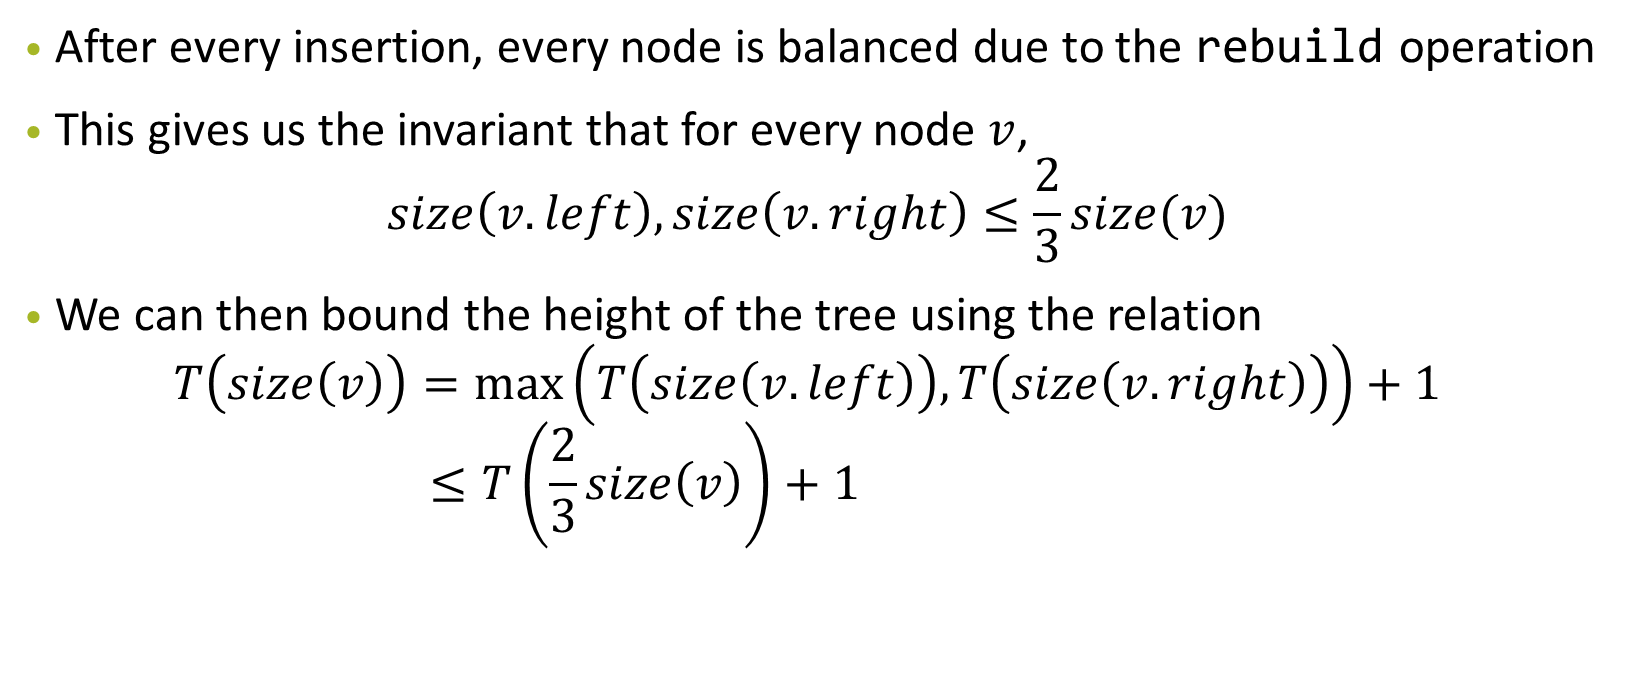 • After every insertion, every node is balanced due to the rebuild operation
• This gives us the invariant that for every node 𝑣,
𝑠𝑖𝑧𝑒(𝑣.𝑙𝑒𝑓𝑡), 𝑠𝑖𝑧𝑒(𝑣.𝑟𝑖𝑔ℎ𝑡) ≤ 2/3 𝑠𝑖𝑧𝑒(𝑣)
• We can then bound the height of the tree using the relation
𝑇(𝑠𝑖𝑧𝑒(𝑣)) = max(𝑇(𝑠𝑖𝑧𝑒(𝑣.𝑙𝑒𝑓𝑡)), 𝑇(𝑠𝑖𝑧𝑒(𝑣.𝑟𝑖𝑔ℎ𝑡))) + 1
≤ 𝑇(2/3 𝑠𝑖𝑧𝑒(𝑣)) + 1